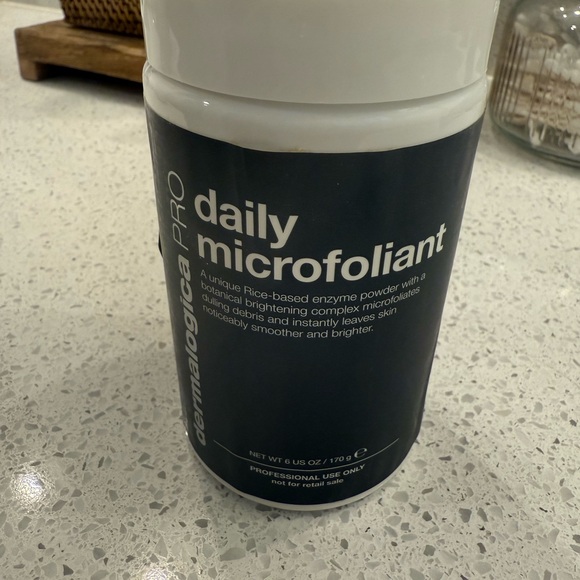 dermalogica PRO
daily
microfoliant
A unique Rice-based enzyme powder with a
botanical brightening complex microfoliates
dulling debris and instantly leaves skin
noticeably smoother and brighter.
NET WT 6 US OZ / 170 g ℮
PROFESSIONAL USE ONLY
not for retail sale